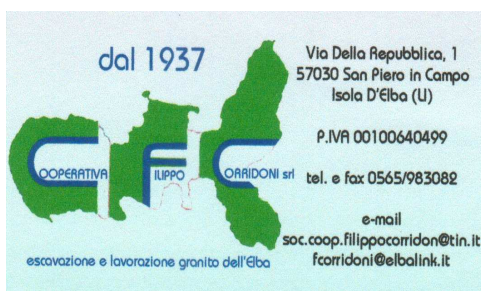 dal 1937
COOPERATIVA FILIPPO CORRIDONI srl
escavazione e lavorazione granito dell'Elba
Via Della Repubblica, 1
57030 San Piero in Campo
Isola D'Elba (LI)
P.IVA 00100640499
tel. e fax 0565/983082
e-mail
soc.coop.filippocorridon@tin.it
fcorridoni@elbalink.it